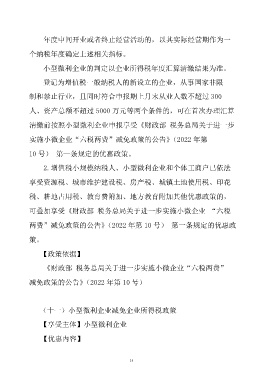 年度中间开业或者终止经营活动的，以其实际经营期作为一
个纳税年度确定上述相关指标。
小型微利企业的判定以企业所得税年度汇算清缴结果为准。
登记为增值税一般纳税人的新设立的企业，从事国家非限
制和禁止行业，且同时符合申报期上月末从业人数不超过 300
人、资产总额不超过 5000 万元等两个条件的，可在首次办理汇算
清缴前按照小型微利企业申报享受《财政部 税务总局关于进一步
实施小微企业“六税两费”减免政策的公告》（2022 年第
10 号）第一条规定的优惠政策。
2.增值税小规模纳税人、小型微利企业和个体工商户已依法
享受资源税、城市维护建设税、房产税、城镇土地使用税、印花
税、耕地占用税、教育费附加、地方教育附加其他优惠政策的，
可叠加享受《财政部 税务总局关于进一步实施小微企业 “六税
两费”减免政策的公告》（2022 年第 10 号）第一条规定的优惠政
策。
【政策依据】
《财政部 税务总局关于进一步实施小微企业“六税两费”
减免政策的公告》（2022 年第 10 号）
（十一）小型微利企业减免企业所得税政策
【享受主体】小型微利企业
【优惠内容】